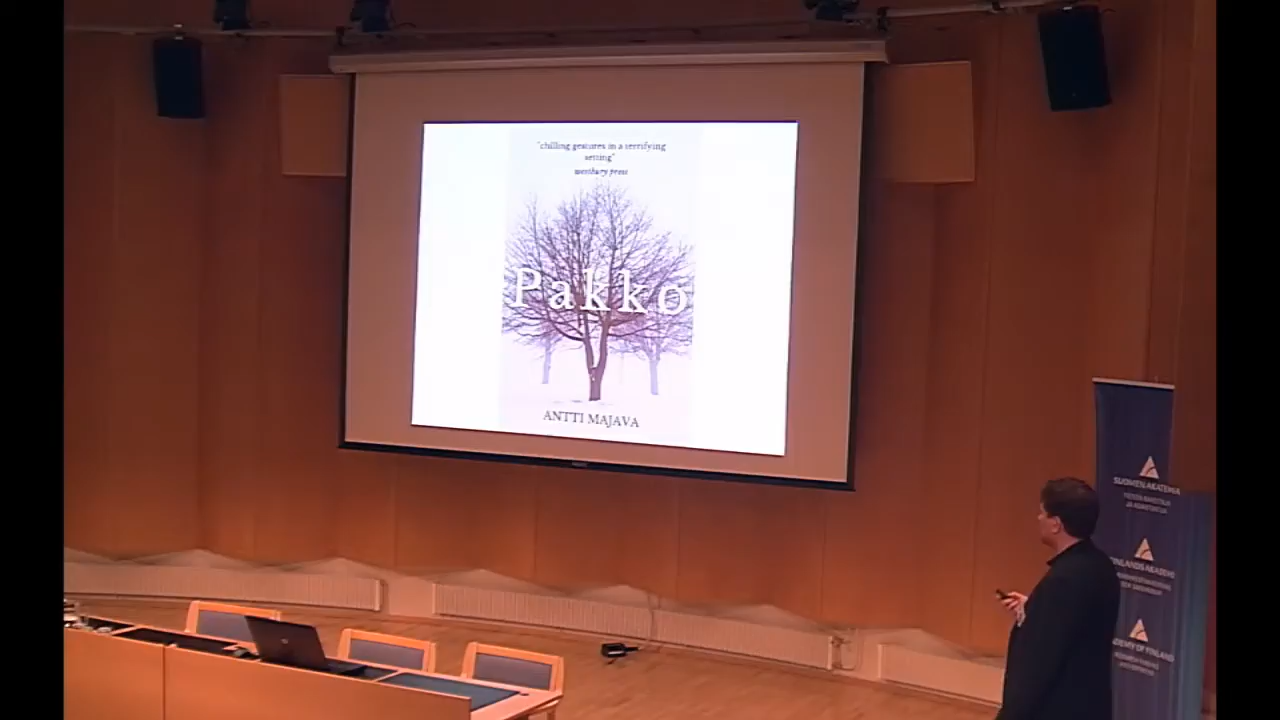 "chilling gestures in a terrifying
setting"
westbury press
Pakko
ANTTI MAJAVA
SUOMEN AKATEMIA
FINLANDS AKADEMI
ACADEMY OF FINLAND